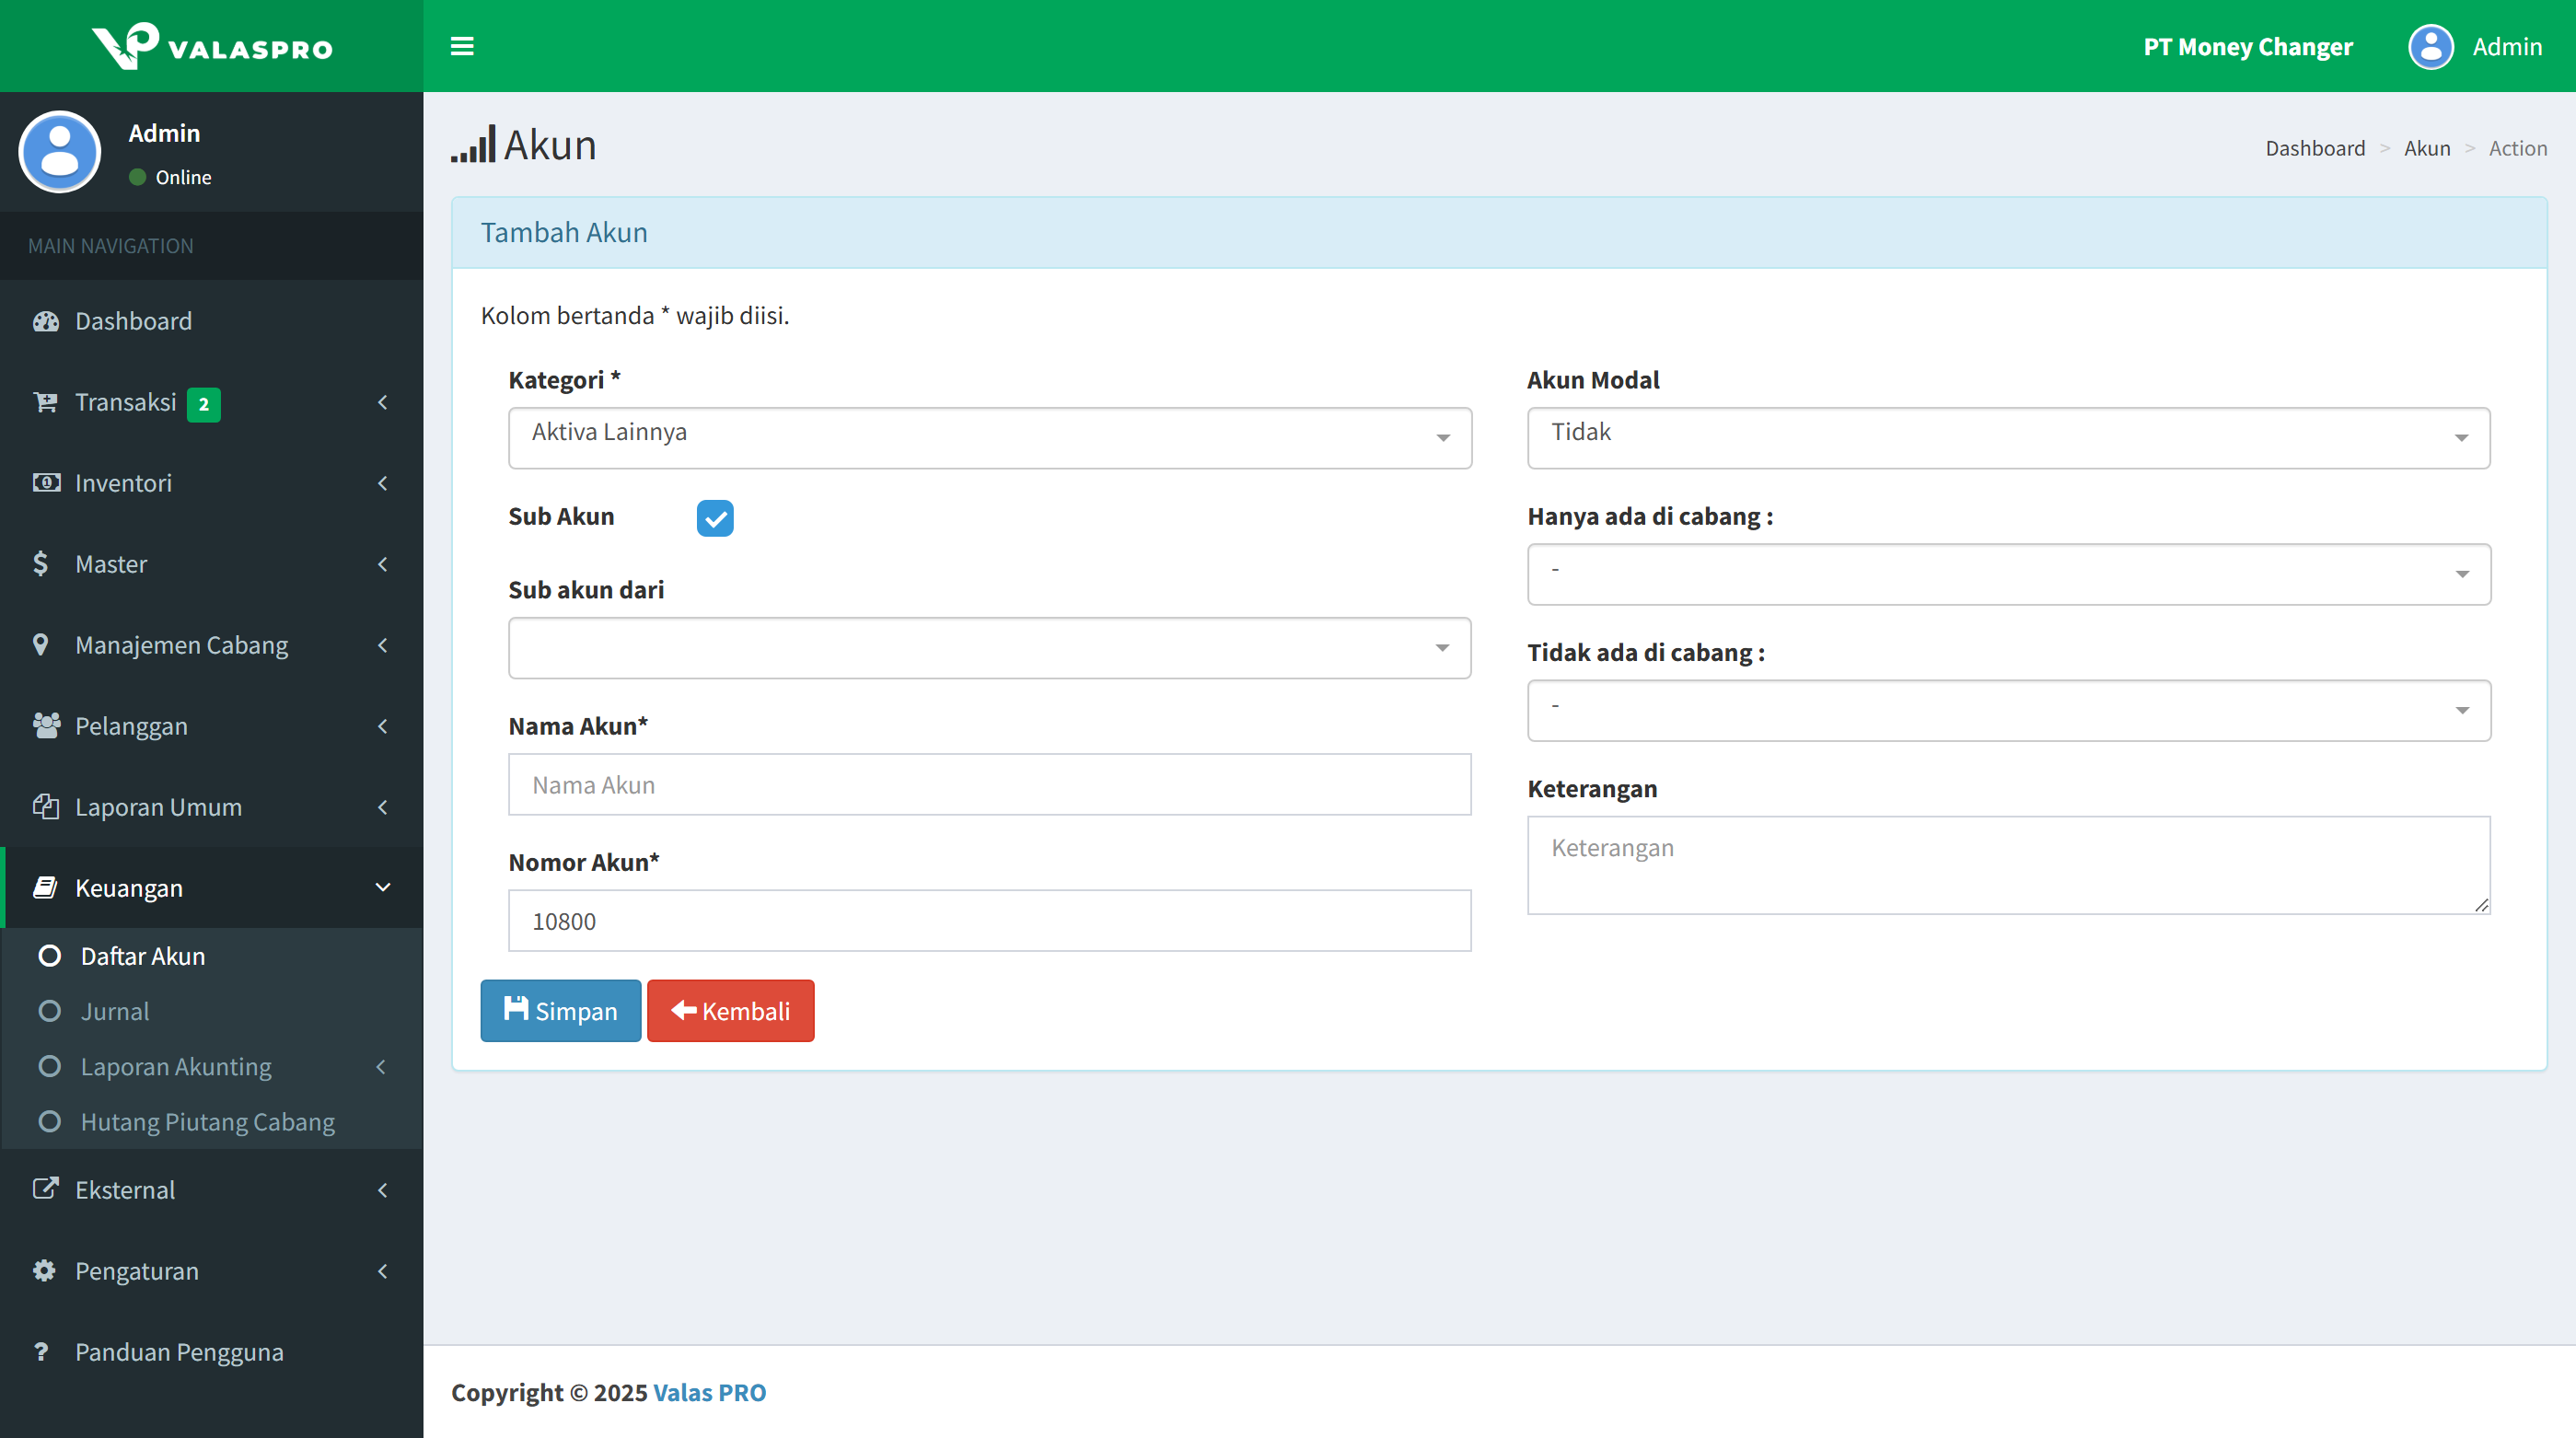 VALASPRO
PT Money Changer
Admin
Admin
Online
MAIN NAVIGATION
Dashboard
Transaksi 2
Inventori
Master
Manajemen Cabang
Pelanggan
Laporan Umum
Keuangan
Daftar Akun
Jurnal
Laporan Akunting
Hutang Piutang Cabang
Eksternal
Pengaturan
Panduan Pengguna
Akun
Dashboard > Akun > Action
Tambah Akun
Kolom bertanda * wajib diisi.
Kategori *
Aktiva Lainnya
Sub Akun
Sub akun dari
Nama Akun*
Nama Akun
Nomor Akun*
10800
Akun Modal
Tidak
Hanya ada di cabang :
-
Tidak ada di cabang :
-
Keterangan
Keterangan
Simpan
Kembali
Copyright © 2025 Valas PRO